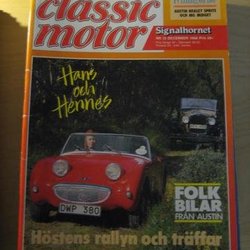 classic
motor
AUSTIN HEALEY SPRITE
OCH MG MIDGET
Signalhornet
Hans
och
Hennes
DWP 380
FOLK
BILAR
FRÅN AUSTIN
Höstens rallyn och träffar